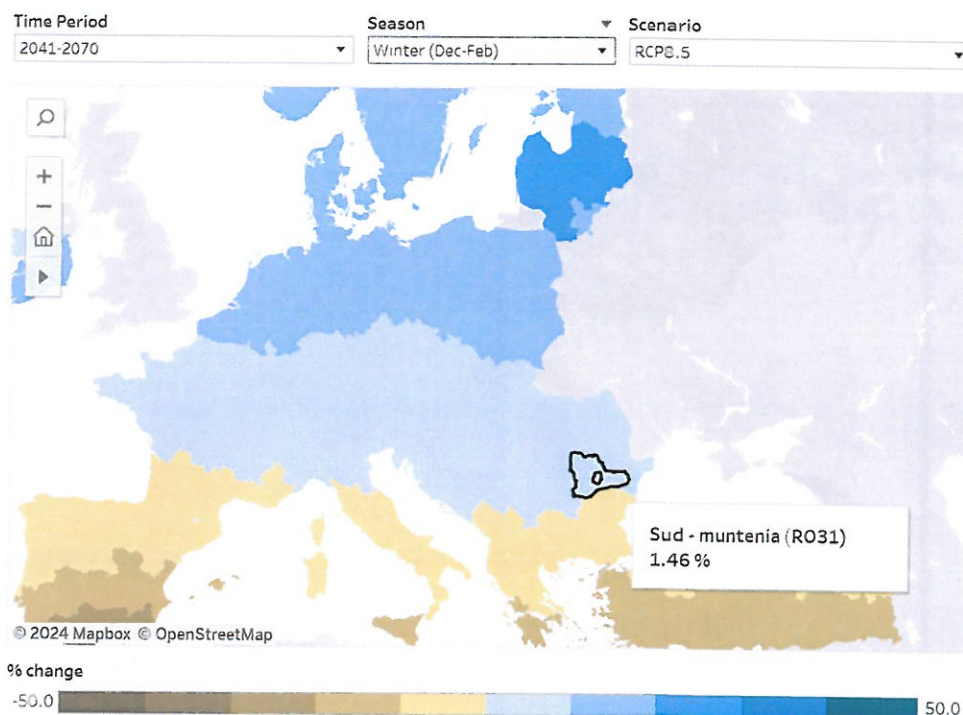 Time Period
Season
Scenario
2041-2070
Winter (Dec-Feb)
RCP8.5
Sud - muntenia (RO31)
1.46 %
© 2024 Mapbox © OpenStreetMap
% change
-50.0
50.0